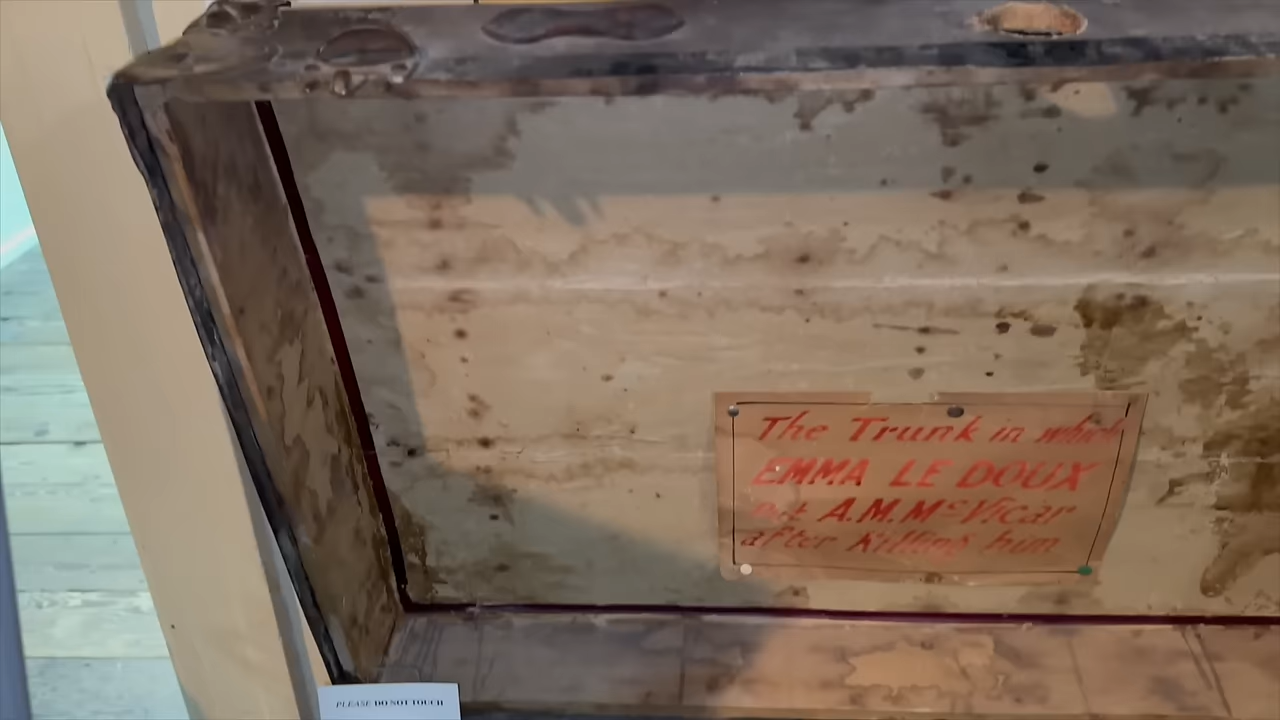 The Trunk in which
EMMA LE DOUX
Put A.M. McVicar
after Killing him
PLEASE DO NOT TOUCH